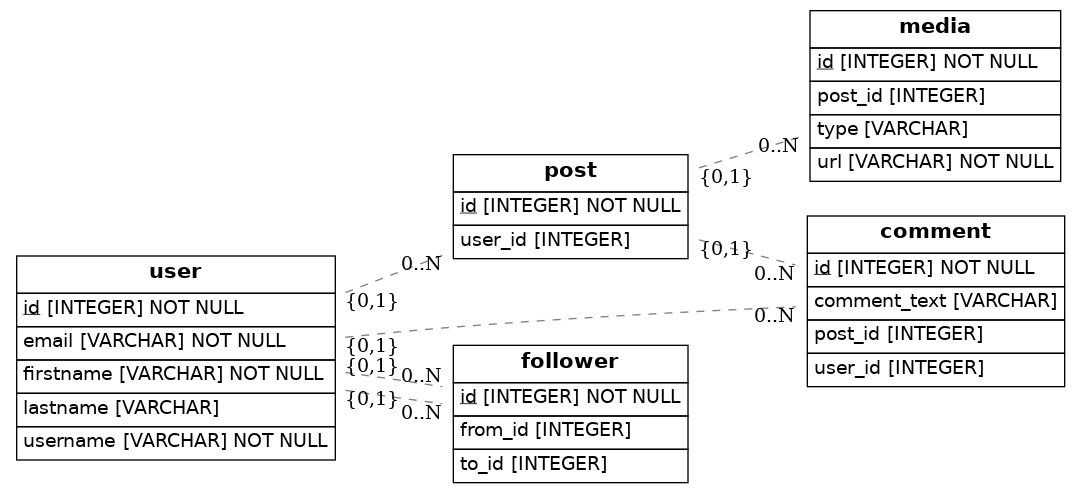 media
id [INTEGER] NOT NULL
post_id [INTEGER]
type [VARCHAR]
url [VARCHAR] NOT NULL
0..N
{0,1}
post
id [INTEGER] NOT NULL
user_id [INTEGER]
{0,1}
0..N
comment
id [INTEGER] NOT NULL
comment_text [VARCHAR]
post_id [INTEGER]
user_id [INTEGER]
0..N
{0,1}
user
id [INTEGER] NOT NULL
email [VARCHAR] NOT NULL
firstname [VARCHAR] NOT NULL
lastname [VARCHAR]
username [VARCHAR] NOT NULL
0..N
{0,1}
{0,1}
0..N
{0,1}
0..N
follower
id [INTEGER] NOT NULL
from_id [INTEGER]
to_id [INTEGER]